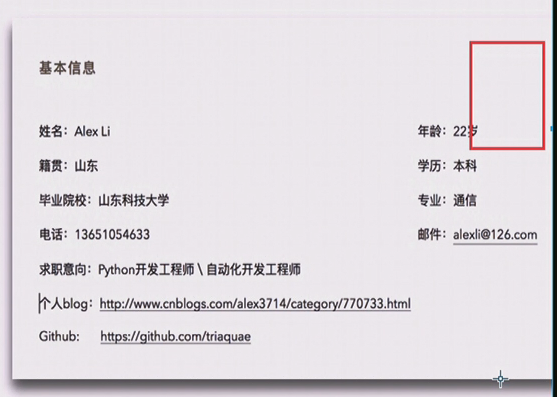 基本信息
姓名：Alex Li 年龄：22岁
籍贯：山东 学历：本科
毕业院校：山东科技大学 专业：通信
电话：13651054633 邮件：alexli@126.com
求职意向：Python开发工程师 \ 自动化开发工程师
个人blog：http://www.cnblogs.com/alex3714/category/770733.html
Github: https://github.com/triaquae